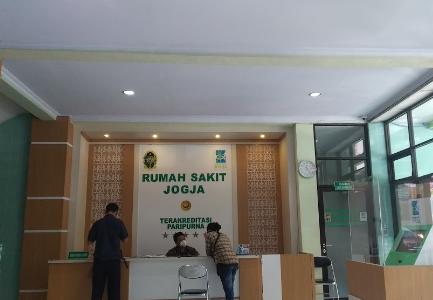 RUMAH SAKIT
JOGJA
TERAKREDITASI
PARIPURNA